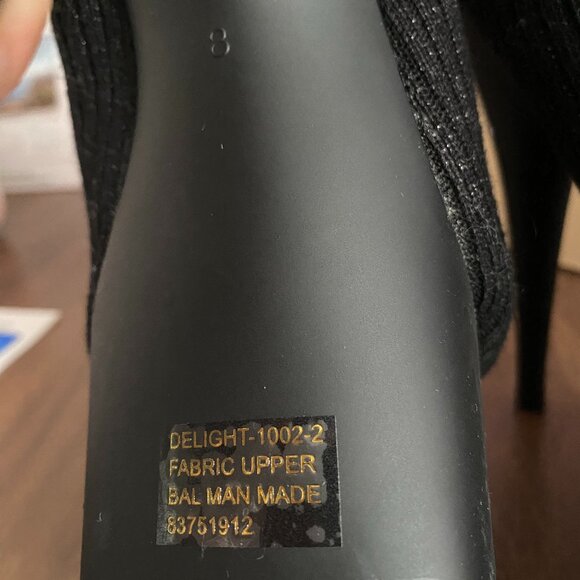 8
DELIGHT-1002-2
FABRIC UPPER
BAL MAN MADE
83751912